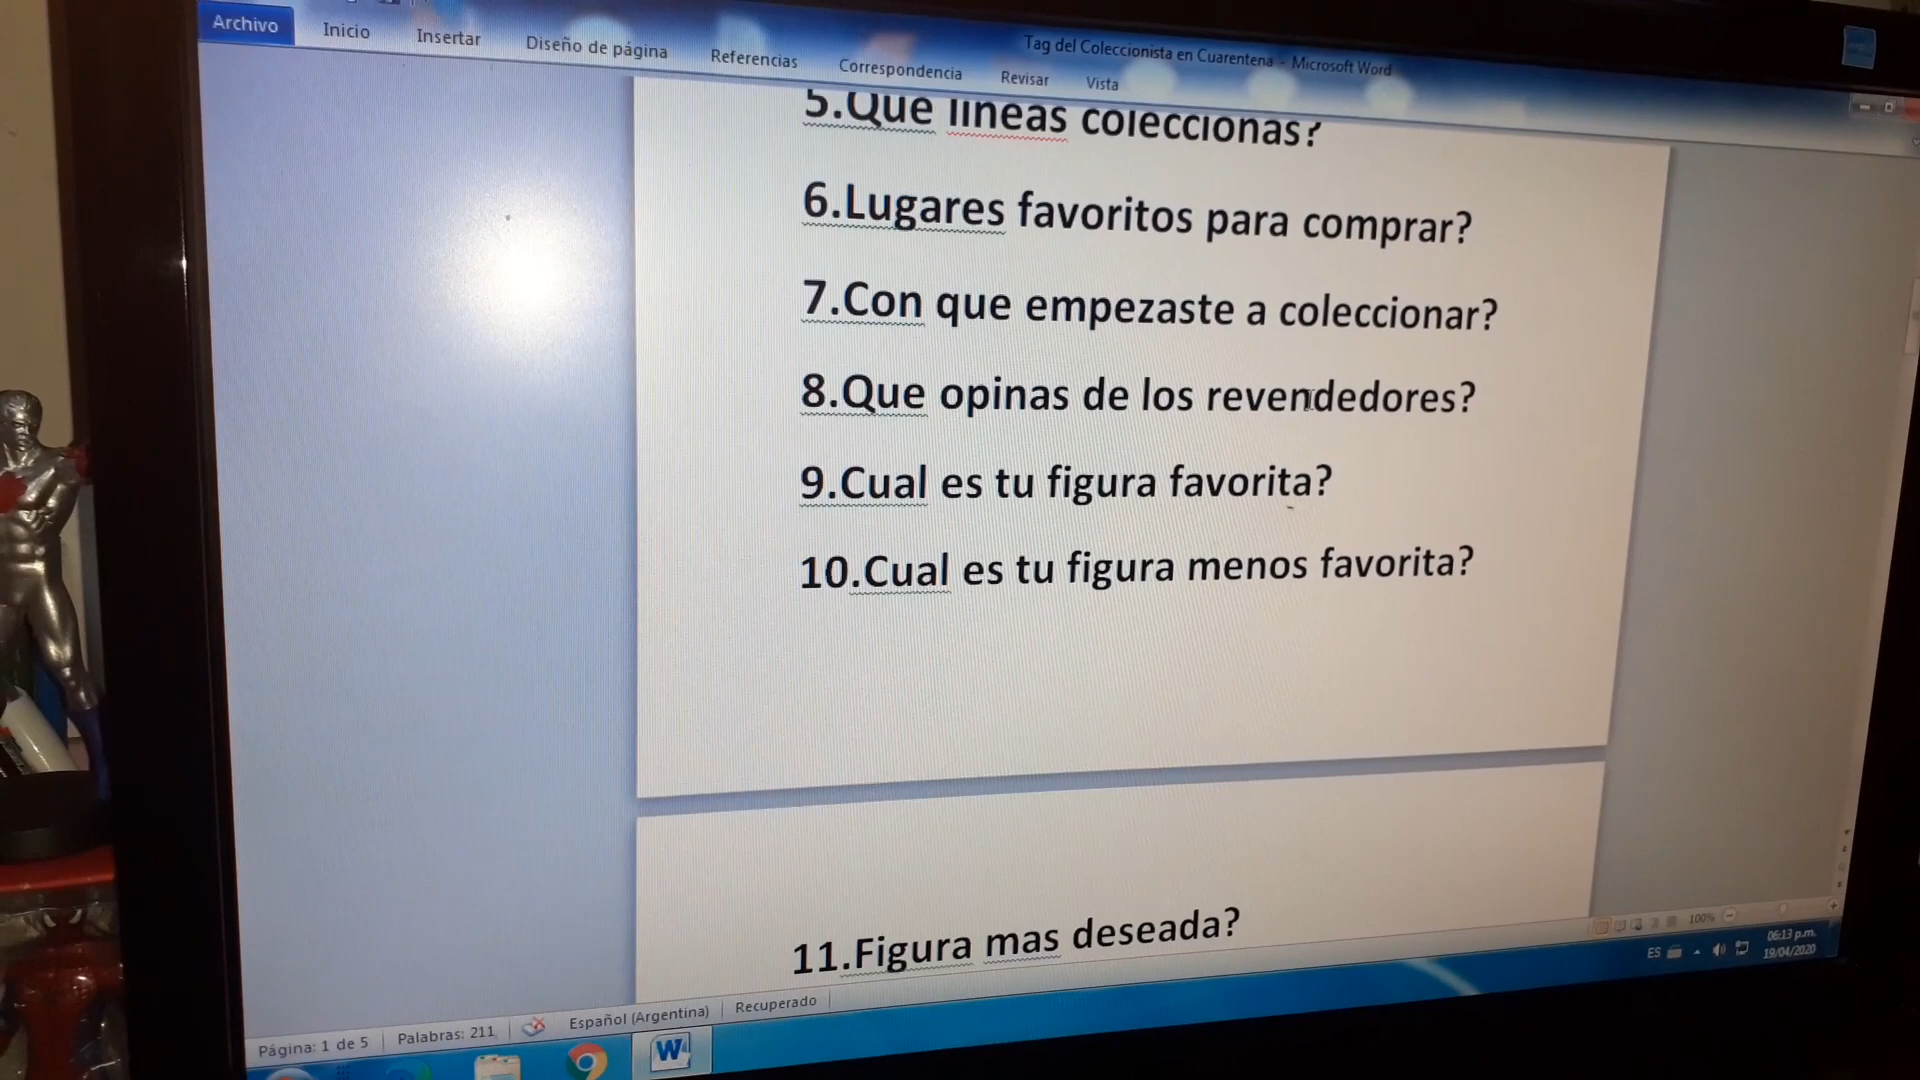 Tag del Coleccionista en Cuarentena - Microsoft Word
Archivo Inicio Insertar Diseño de página Referencias Correspondencia Revisar Vista
5.Que lineas coleccionas?
6.Lugares favoritos para comprar?
7.Con que empezaste a coleccionar?
8.Que opinas de los revendedores?
9.Cual es tu figura favorita?
10.Cual es tu figura menos favorita?
11.Figura mas deseada?
Página: 1 de 5 Palabras: 211 Español (Argentina) Recuperado 100%
ES 06:13 p.m.
19/04/2020